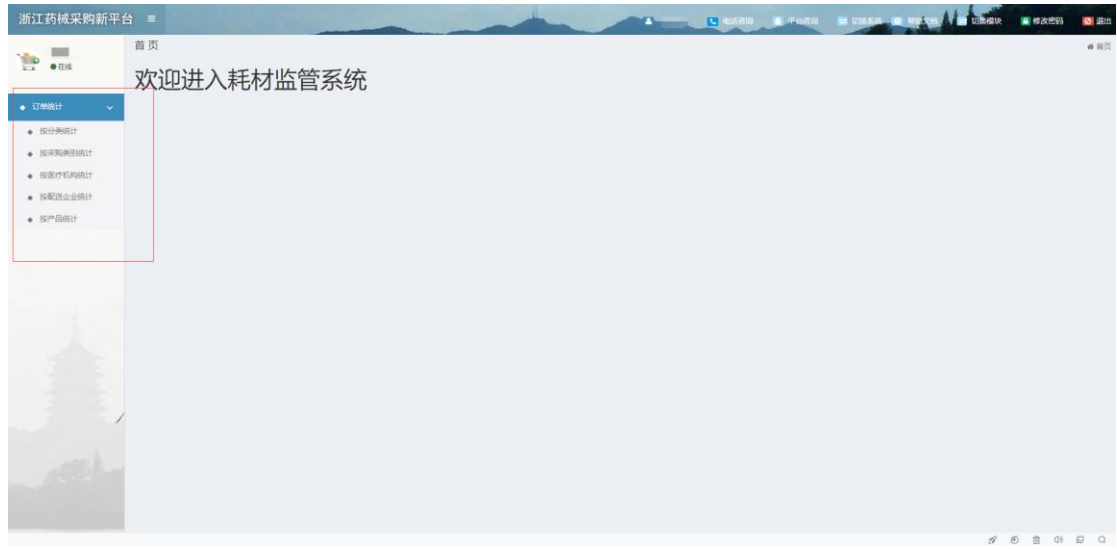 浙江药械采购新平台
电话咨询 平台咨询 切换系统 帮助文档 切换模块 修改密码 退出
在线
首页
首页
欢迎进入耗材监管系统
订单统计
按分类统计
按采购类别统计
按医疗机构统计
按配送企业统计
按产品统计